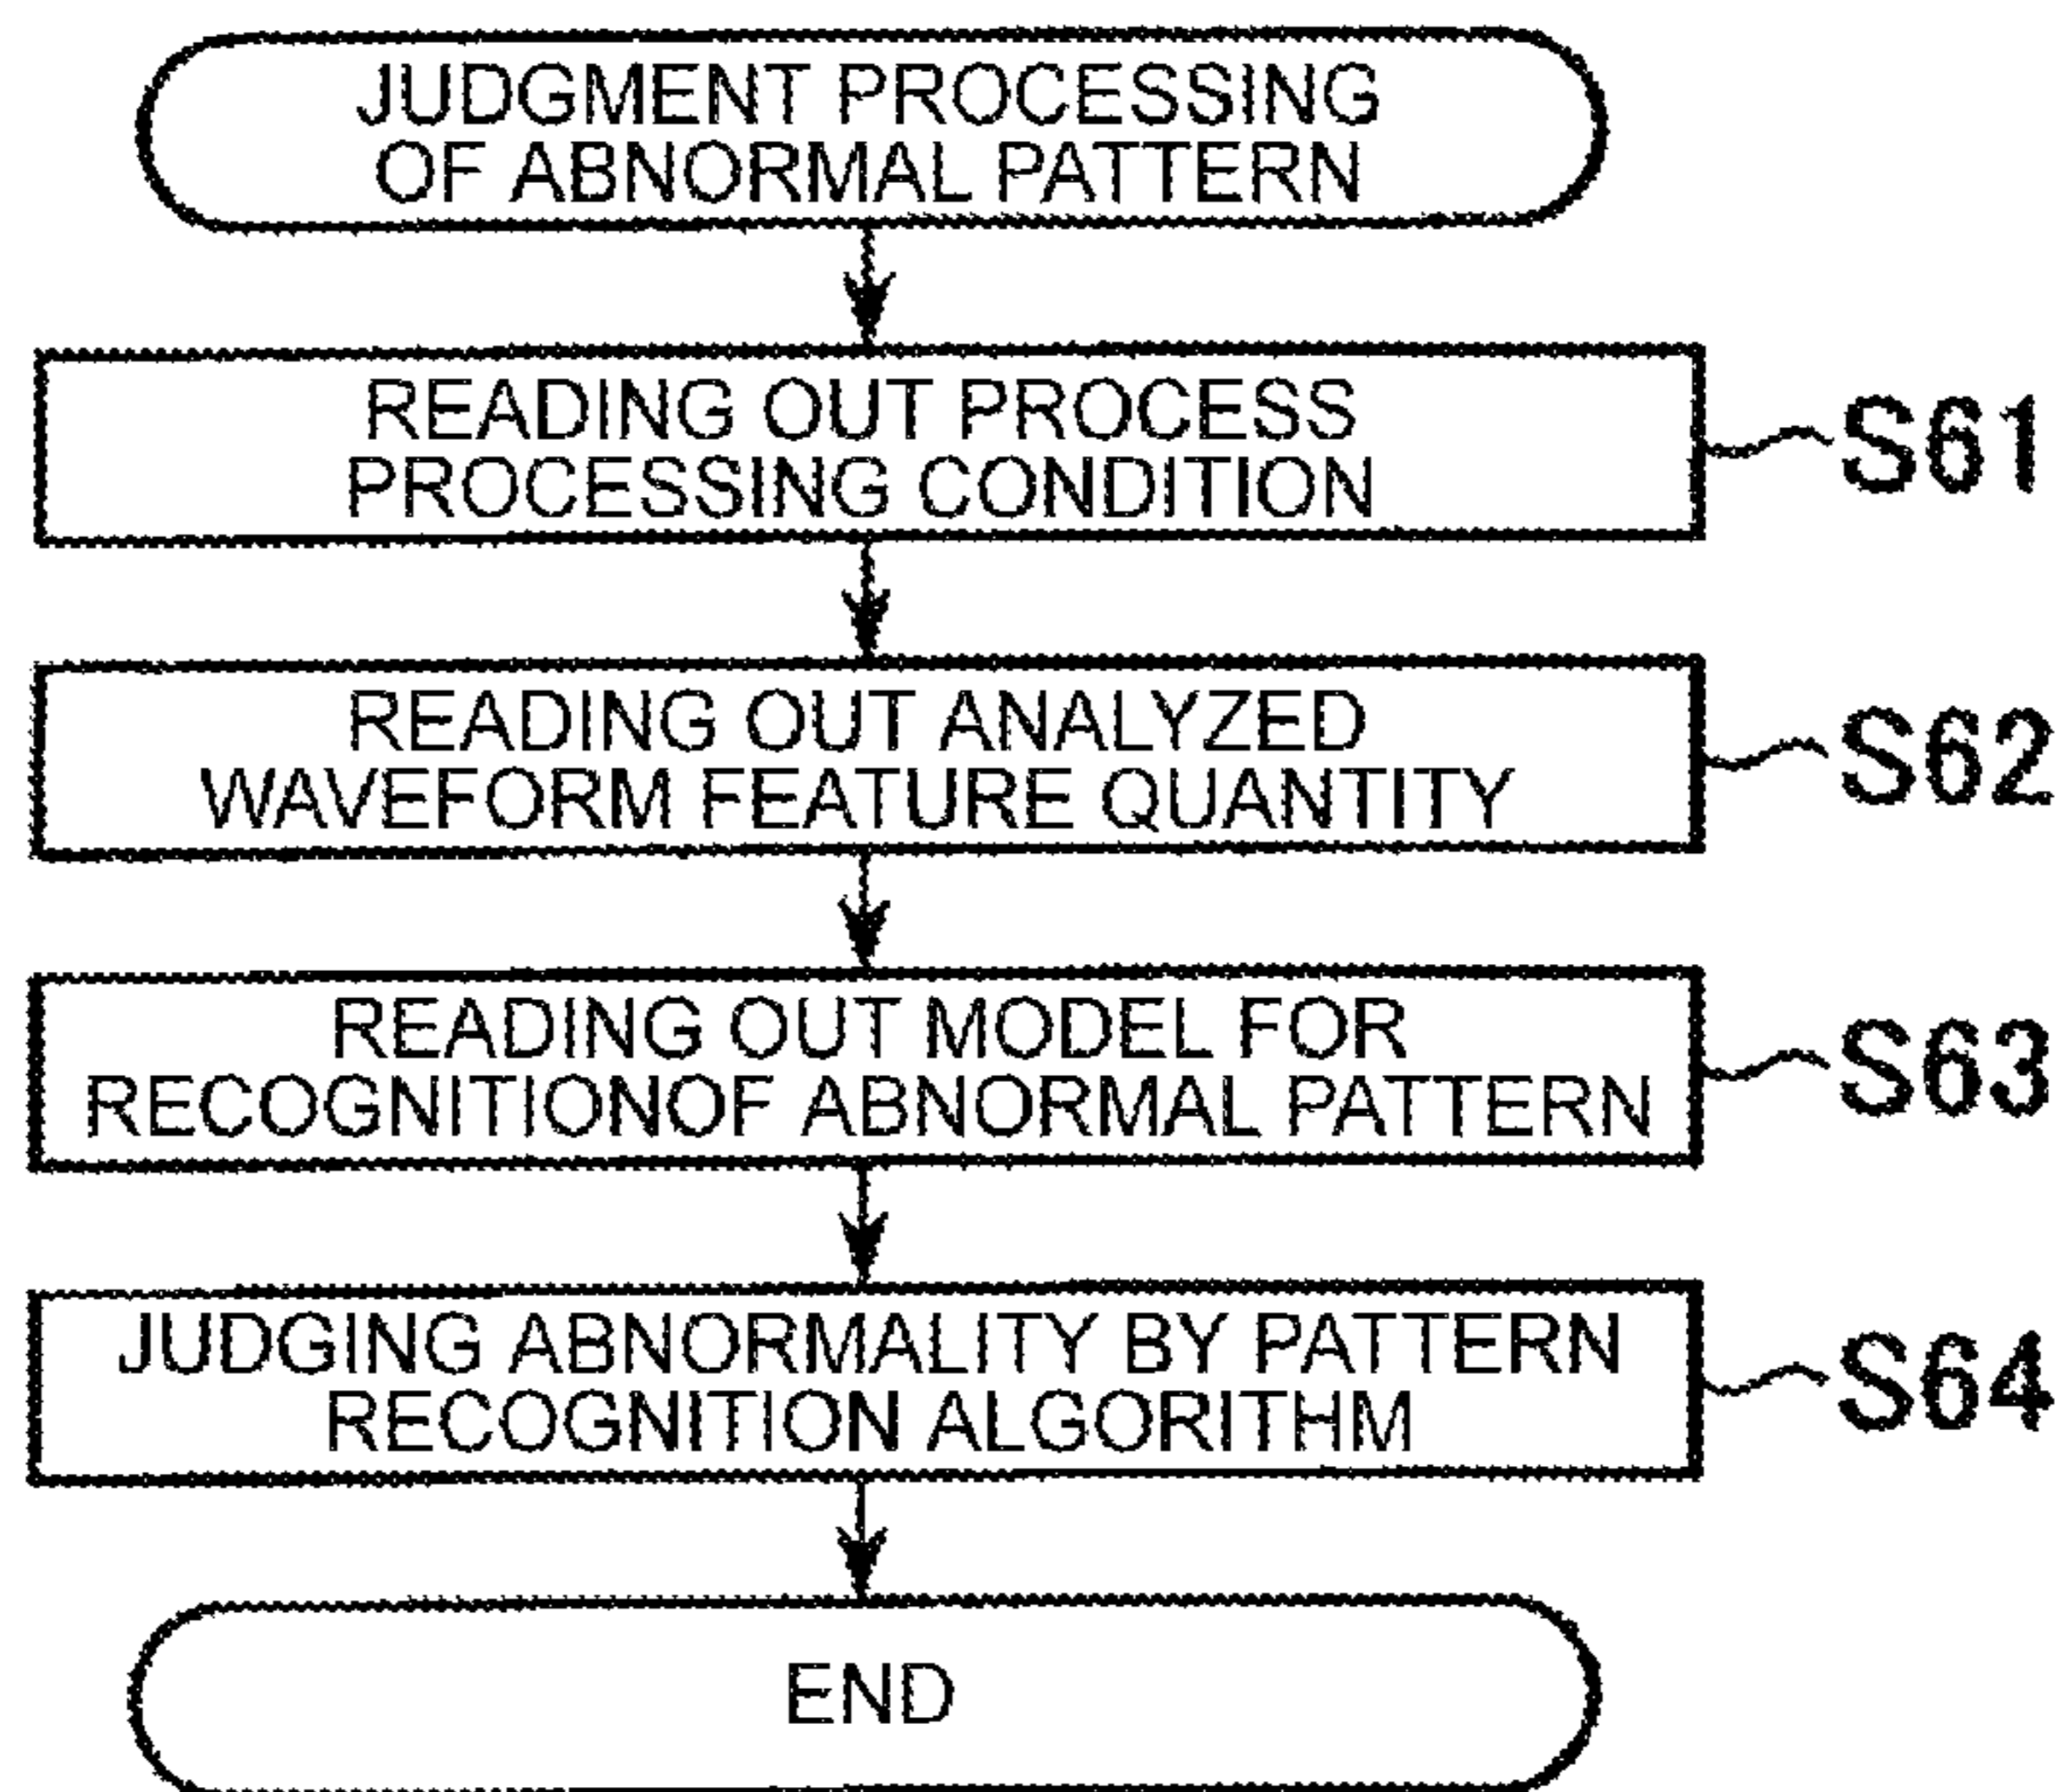 JUDGMENT PROCESSING
OF ABNORMAL PATTERN
READING OUT PROCESS
PROCESSING CONDITION
S61
READING OUT ANALYZED
WAVEFORM FEATURE QUANTITY
S62
READING OUT MODEL FOR
RECOGNITIONOF ABNORMAL PATTERN
S63
JUDGING ABNORMALITY BY PATTERN
RECOGNITION ALGORITHM
S64
END